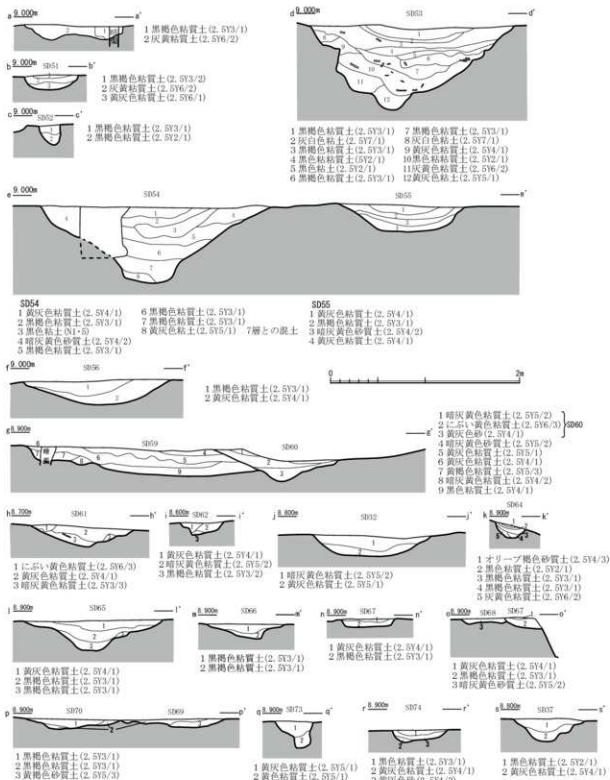 a 9.000m a'
1 黒褐色粘質土(2.5Y3/1)
2 灰黄粘質土(2.5Y6/2)
b 9.000m SD51 b'
1 黒褐色粘質土(2.5Y3/2)
2 灰黄粘質土(2.5Y6/2)
3 黄灰色粘質土(2.5Y6/1)
c 9.000m SD52 c'
1 黒褐色粘質土(2.5Y3/1)
2 黒褐色粘質土(2.5Y2/1)
d 9.000m SD53 d'
1 黒褐色粘質土(2.5Y3/1)
2 灰白色粘土(2.5Y7/1)
3 黒褐色粘質土(2.5Y3/1)
4 黒色粘質土(5Y2/1)
5 黒色粘土(2.5Y2/1)
6 黒褐色粘質土(2.5Y3/1)
7 黒褐色粘質土(2.5Y3/1)
8 灰白色粘土(2.5Y7/1)
9 黄灰色粘質土(2.5Y4/1)
10 黒色粘質土(2.5Y2/1)
11 灰黄色粘質土(2.5Y6/2)
12 黄灰色粘土(2.5Y5/1)
e 9.000m SD54 SD55 e'
SD54
1 黄灰色粘質土(2.5Y4/1)
2 黒褐色粘質土(2.5Y3/1)
3 黒色粘土(N1・5)
4 暗灰黄色砂質土(2.5Y4/2)
5 黒褐色粘質土(2.5Y3/1)
6 黒褐色粘質土(2.5Y3/1)
7 黒褐色粘質土(2.5Y3/1)
8 黄灰色粘土(2.5Y5/1) 7層との混土
SD55
1 黄灰色粘質土(2.5Y4/1)
2 黒褐色粘質土(2.5Y3/1)
3 暗灰黄色砂質土(2.5Y4/2)
4 黄灰色粘土(2.5Y4/1)
f 9.000m SD56 f'
1 黒褐色粘質土(2.5Y3/1)
2 黄灰色粘質土(2.5Y4/1)
0 2m
g 8.900m SD59 SD60 g'
1 暗灰黄色粘質土(2.5Y5/2)
2 にぶい黄色粘質土(2.5Y6/3)
3 黄灰色砂(2.5Y4/1)
SD60
4 暗灰黄色粘質土(2.5Y5/2)
5 黄灰色粘質土(2.5Y5/1)
6 黄灰色粘質土(2.5Y4/1)
7 黄褐色粘質土(2.5Y5/3)
8 暗灰黄色粘質土(2.5Y4/2)
9 黒色粘質土(2.5Y4/1)
h 8.700m SD61 h'
1 にぶい黄色粘質土(2.5Y6/3)
2 黄灰色粘質土(2.5Y4/1)
3 暗灰黄色粘質土(2.5Y3/3)
i 8.600m SD62 i'
1 黄灰色粘質土(2.5Y4/1)
2 暗灰黄色粘質土(2.5Y5/2)
3 黒褐色粘質土(2.5Y3/2)
j 8.800m SD32 j'
1 暗灰黄色粘質土(2.5Y5/2)
2 黄灰色粘質土(2.5Y5/1)
SD64
k 8.900m k'
1 オリーブ褐色砂質土(2.5Y4/3)
2 黒色粘質土(2.5Y2/1)
3 黒褐色粘質土(2.5Y3/1)
4 黒褐色粘質土(2.5Y3/1)
5 灰黄色粘質土(2.5Y6/2)
l 8.900m SD65 l'
1 黄灰色粘質土(2.5Y4/1)
2 黒褐色粘質土(2.5Y3/1)
3 黒褐色粘質土(2.5Y3/1)
m 8.900m SD66 m'
1 黒褐色粘質土(2.5Y3/1)
2 黒褐色粘質土(2.5Y3/1)
n 8.900m SD67 n'
1 黄灰色粘質土(2.5Y4/1)
2 黒褐色粘質土(2.5Y3/1)
o 8.900m SD68 SD67 o'
1 黄灰色粘質土(2.5Y4/1)
2 黒褐色粘質土(2.5Y3/1)
3 暗灰黄色砂質土(2.5Y5/2)
p 8.900m SD70 SD69 p'
1 黒褐色粘質土(2.5Y3/1)
2 黒褐色粘質土(2.5Y3/1)
3 黄灰色砂質土(2.5Y5/3)
q 8.900m SD73 q'
1 黄灰色粘質土(2.5Y5/1)
2 黄色粘質土(2.5Y5/1)
r 8.900m SD74 r'
1 黒色粘質土(2.5Y3/1)
2 黄灰色粘質土(2.5Y4/1)
s 8.800m SD37 s'
1 黒色粘質土(2.5Y2/1)
2 黄灰色粘質土(2.5Y4/1)